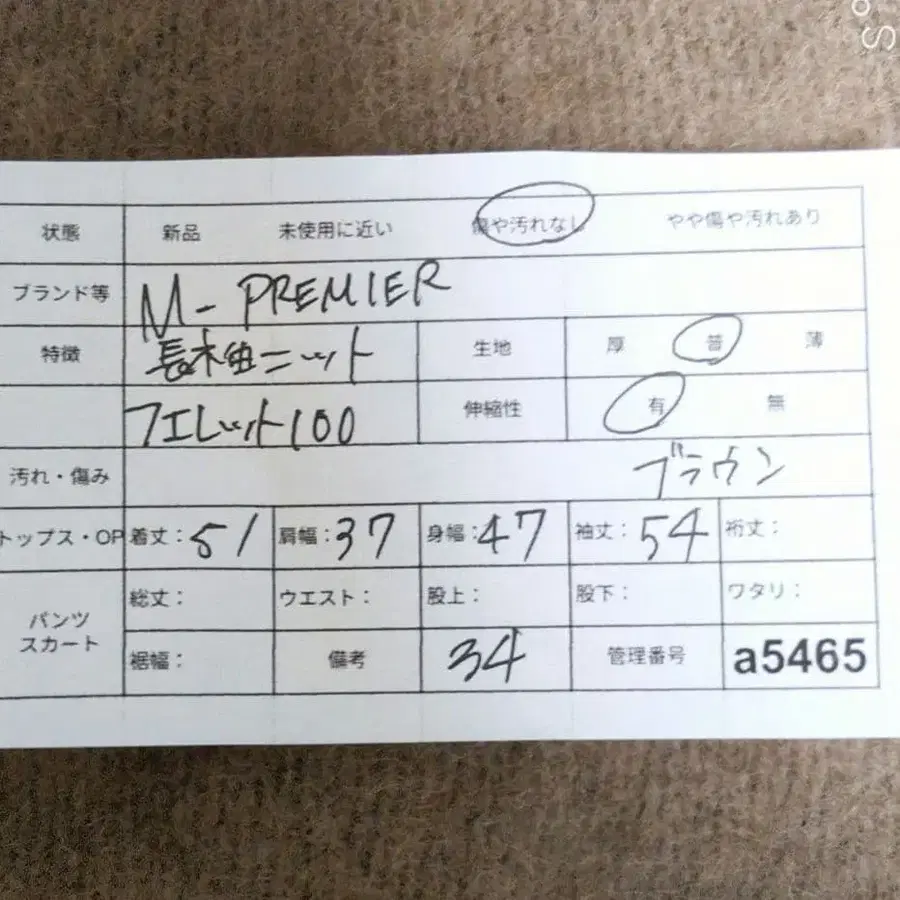 状態 新品 未使用に近い 傷や汚れなし やや傷や汚れあり
ブランド等 M-PREMIER
特徴 長袖ニット 生地 厚 普 薄
フエレット100 伸縮性 有 無
汚れ・傷み ブラウン
トップス・OP 着丈:51 肩幅:37 身幅:47 袖丈:54 裄丈:
パンツ スカート 総丈: ウエスト: 股上: 股下: ワタリ:
裾幅: 備考 34 管理番号 a5465